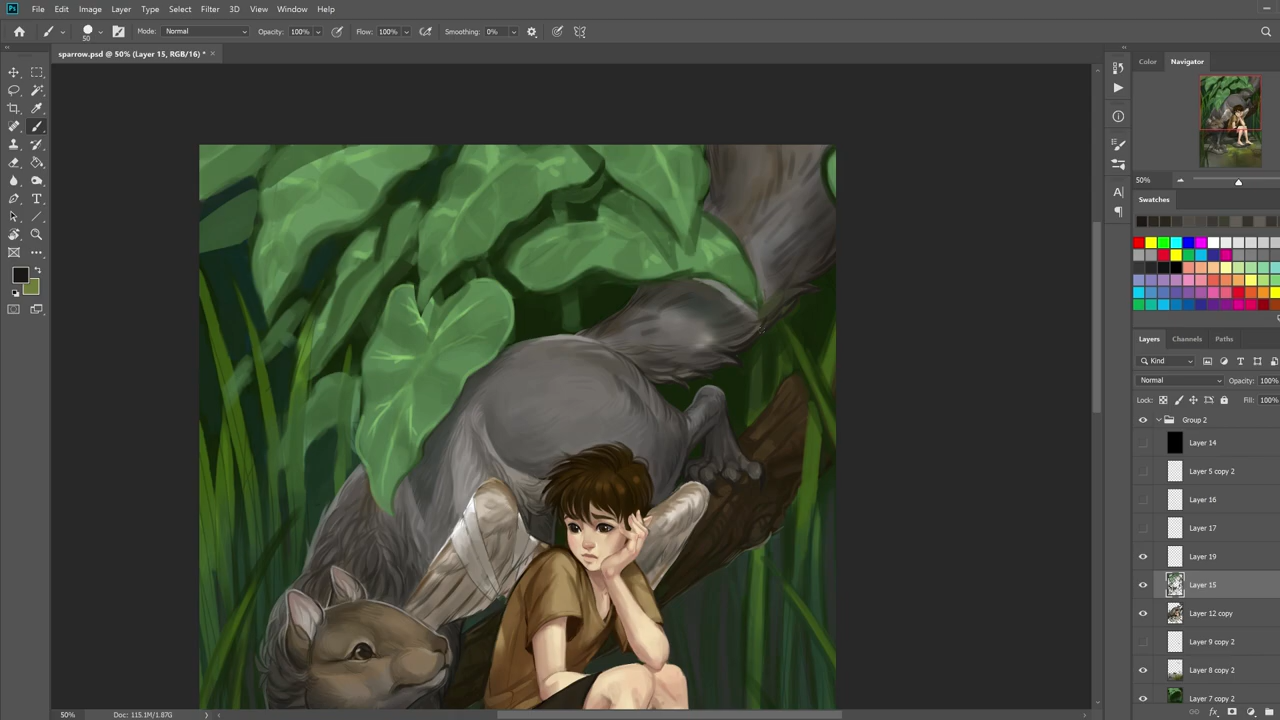 Ps File Edit Image Layer Type Select Filter 3D View Window Help
50 Mode: Normal Opacity: 100% Flow: 100% Smoothing: 0%
sparrow.psd @ 50% (Layer 15, RGB/16) * ×
Color Navigator
50%
Swatches
Layers Channels Paths
Kind
Normal Opacity: 100%
Lock: Fill: 100%
Group 2
Layer 14
Layer 5 copy 2
Layer 16
Layer 17
Layer 19
Layer 15
Layer 12 copy
Layer 9 copy 2
Layer 8 copy 2
Layer 7 copy 2
50% Doc: 115.1M/1.87G